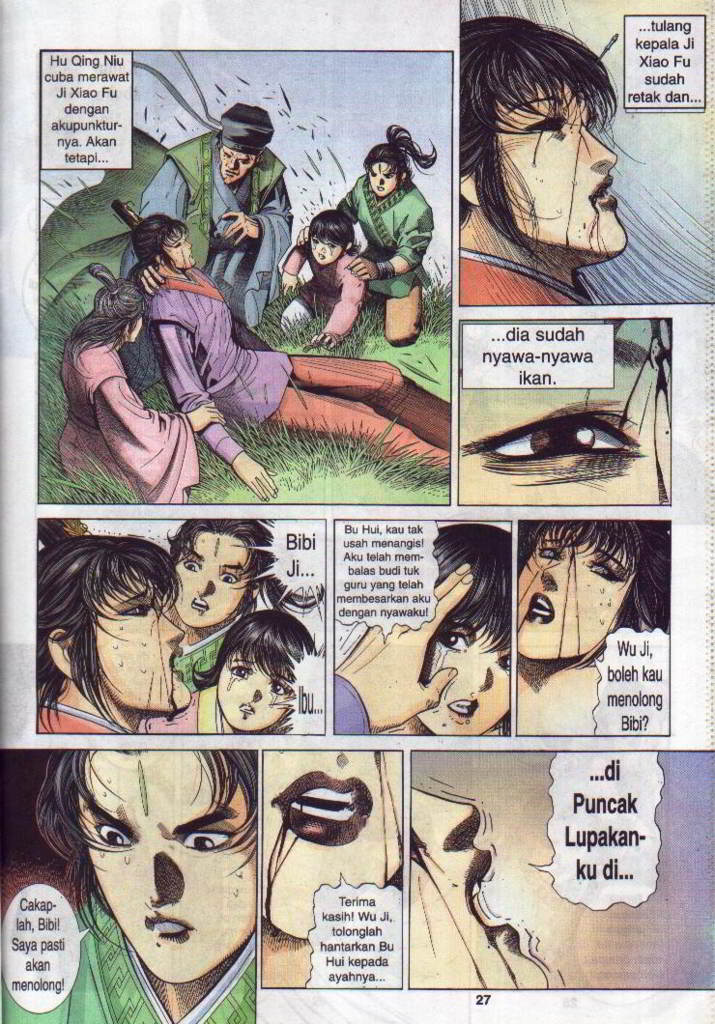 Hu Qing Niu
cuba merawat
Ji Xiao Fu
dengan
akupunktur-
nya. Akan
tetapi...
...tulang
kepala Ji
Xiao Fu
sudah
retak dan...
...dia sudah
nyawa-nyawa
ikan.
Bibi
Ji...
Ibu...
Bu Hui, kau tak
usah menangis!
Aku telah mem-
balas budi tuk
guru yang telah
membesarkan aku
dengan nyawaku!
Wu Ji,
boleh kau
menolong
Bibi?
Cakap-
lah, Bibi!
Saya pasti
akan
menolong!
Terima
kasih! Wu Ji,
tolonglah
hantarkan Bu
Hui kepada
ayahnya...
...di
Puncak
Lupakan-
ku di...
27